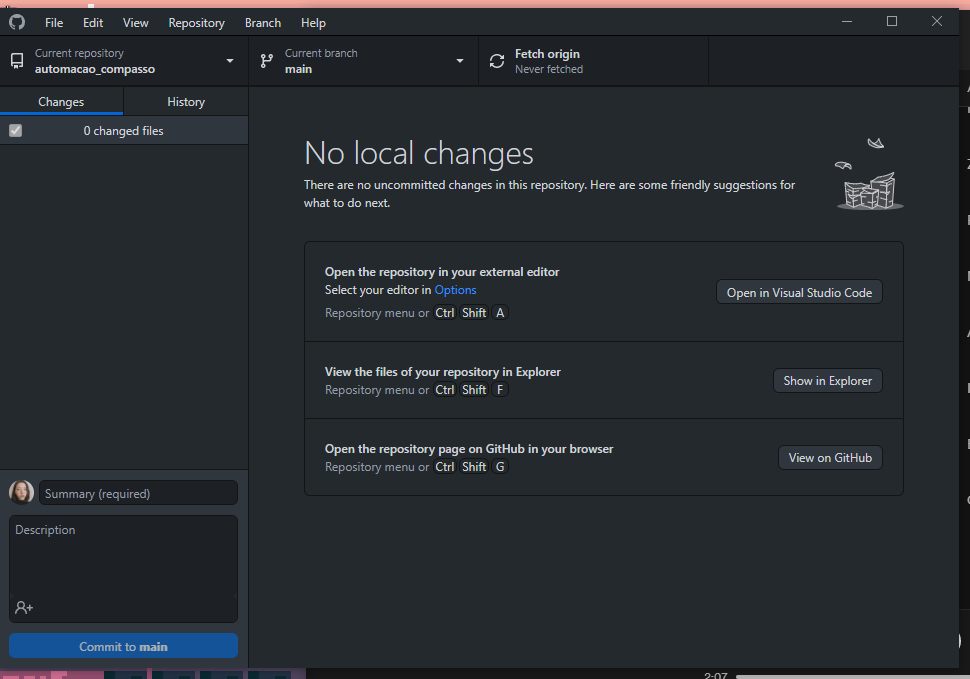 File Edit View Repository Branch Help
Current repository
automacao_compasso
Current branch
main
Fetch origin
Never fetched
Changes History
0 changed files
No local changes
There are no uncommitted changes in this repository. Here are some friendly suggestions for
what to do next.
Open the repository in your external editor
Select your editor in Options
Repository menu or Ctrl Shift A
Open in Visual Studio Code
View the files of your repository in Explorer
Repository menu or Ctrl Shift F
Show in Explorer
Open the repository page on GitHub in your browser
Repository menu or Ctrl Shift G
View on GitHub
Summary (required)
Description
Commit to main
2:07